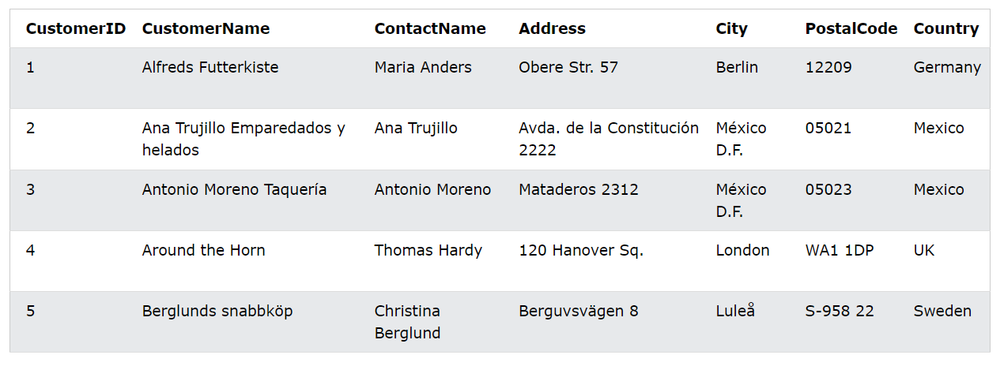 CustomerID CustomerName ContactName Address City PostalCode Country
1 Alfreds Futterkiste Maria Anders Obere Str. 57 Berlin 12209 Germany
2 Ana Trujillo Emparedados y Ana Trujillo Avda. de la Constitución México 05021 Mexico
helados 2222 D.F.
3 Antonio Moreno Taquería Antonio Moreno Mataderos 2312 México 05023 Mexico
D.F.
4 Around the Horn Thomas Hardy 120 Hanover Sq. London WA1 1DP UK
5 Berglunds snabbköp Christina Berguvsvägen 8 Luleå S-958 22 Sweden
Berglund